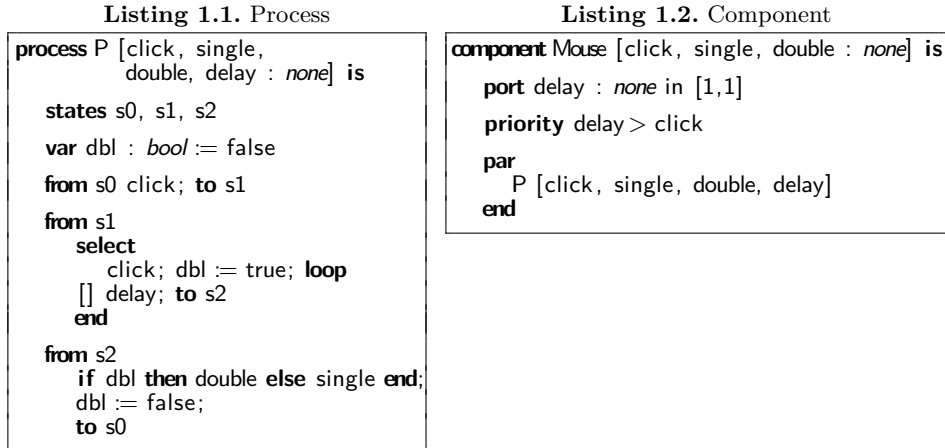 Listing 1.1. Process
process P [click, single,
double, delay : none] is
states s0, s1, s2
var dbl : bool := false
from s0 click; to s1
from s1
select
click; dbl := true; loop
[] delay; to s2
end
from s2
if dbl then double else single end;
dbl := false;
to s0
Listing 1.2. Component
component Mouse [click, single, double : none] is
port delay : none in [1,1]
priority delay > click
par
P [click, single, double, delay]
end